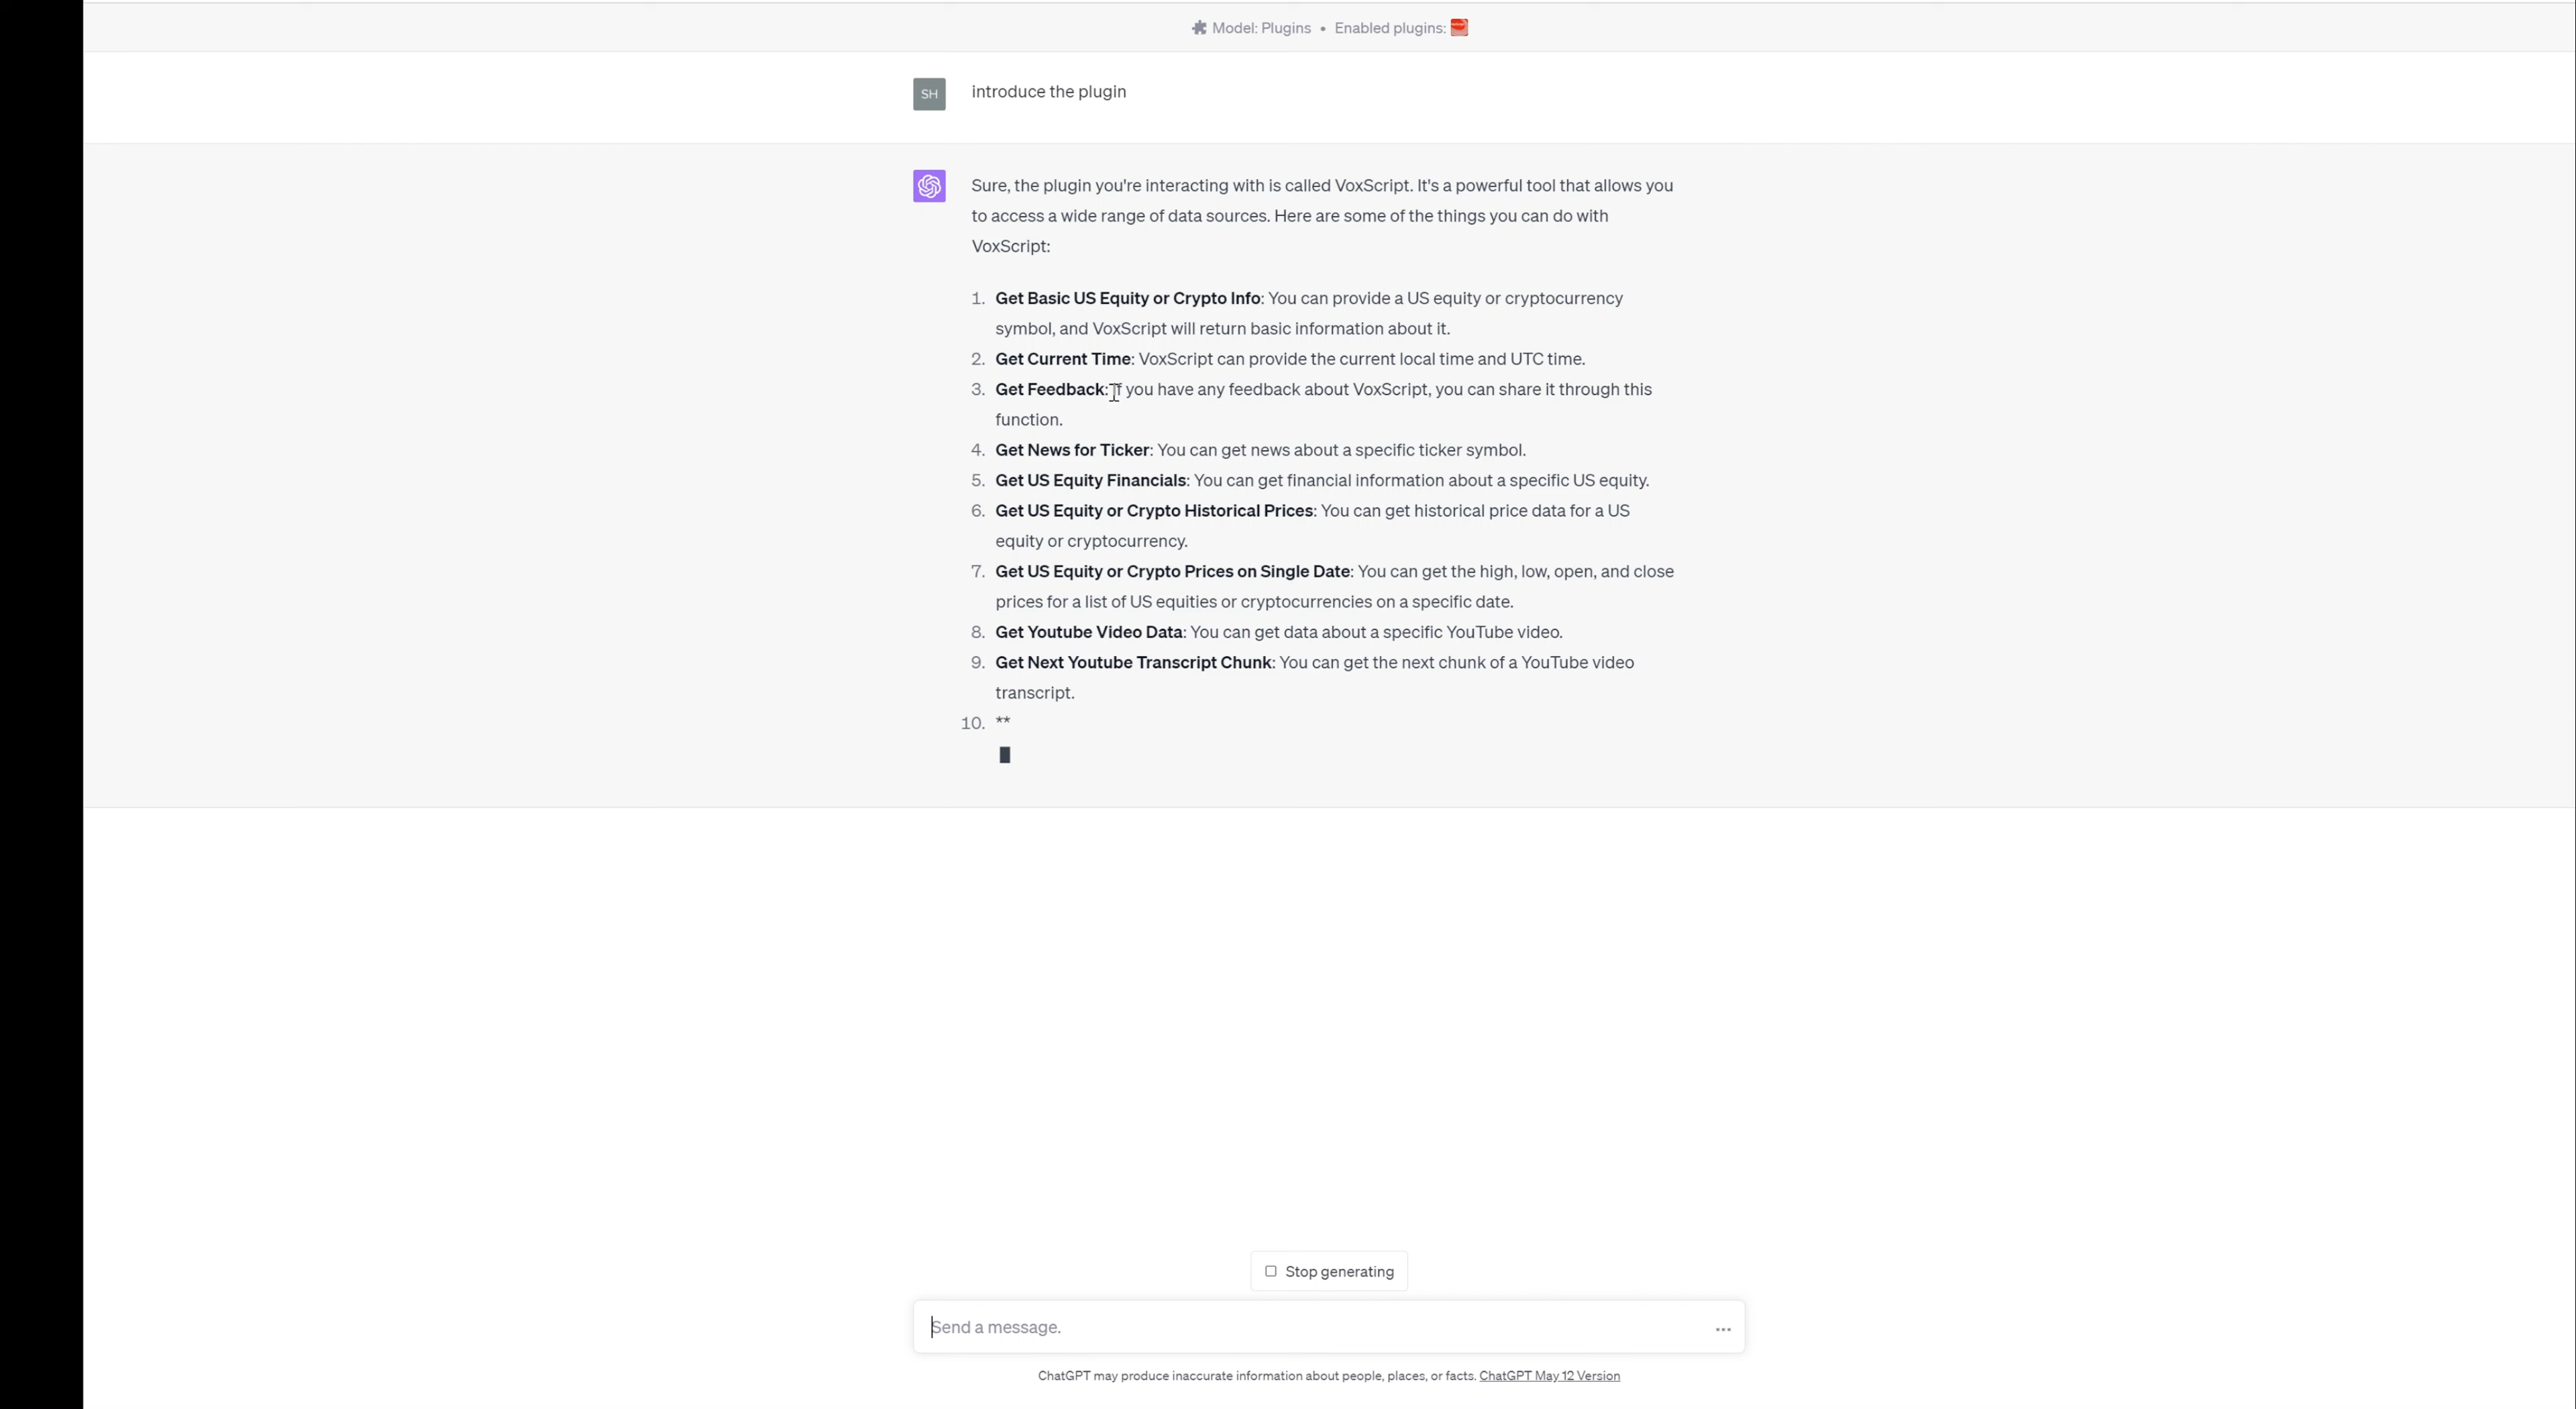 Model: Plugins • Enabled plugins:
SH
introduce the plugin
Sure, the plugin you're interacting with is called VoxScript. It's a powerful tool that allows you
to access a wide range of data sources. Here are some of the things you can do with
VoxScript:
1. Get Basic US Equity or Crypto Info: You can provide a US equity or cryptocurrency
symbol, and VoxScript will return basic information about it.
2. Get Current Time: VoxScript can provide the current local time and UTC time.
3. Get Feedback: If you have any feedback about VoxScript, you can share it through this
function.
4. Get News for Ticker: You can get news about a specific ticker symbol.
5. Get US Equity Financials: You can get financial information about a specific US equity.
6. Get US Equity or Crypto Historical Prices: You can get historical price data for a US
equity or cryptocurrency.
7. Get US Equity or Crypto Prices on Single Date: You can get the high, low, open, and close
prices for a list of US equities or cryptocurrencies on a specific date.
8. Get Youtube Video Data: You can get data about a specific YouTube video.
9. Get Next Youtube Transcript Chunk: You can get the next chunk of a YouTube video
transcript.
10. **
Stop generating
Send a message.
ChatGPT may produce inaccurate information about people, places, or facts. ChatGPT May 12 Version